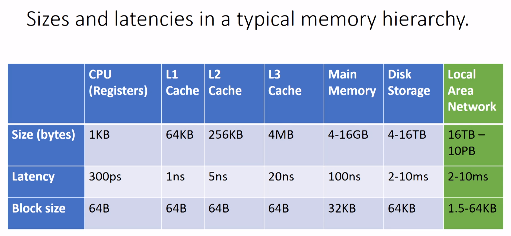 Sizes and latencies in a typical memory hierarchy.
CPU (Registers) L1 Cache L2 Cache L3 Cache Main Memory Disk Storage Local Area Network
Size (bytes) 1KB 64KB 256KB 4MB 4-16GB 4-16TB 16TB – 10PB
Latency 300ps 1ns 5ns 20ns 100ns 2-10ms 2-10ms
Block size 64B 64B 64B 64B 32KB 64KB 1.5-64KB